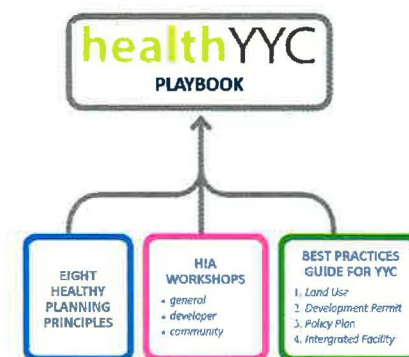 healthYYC
PLAYBOOK
EIGHT
HEALTHY
PLANNING
PRINCIPLES
HIA
WORKSHOPS
• general
• developer
• community
BEST PRACTICES
GUIDE FOR YYC
1. Land Use
2. Development Permit
3. Policy Plan
4. Intergrated Facility